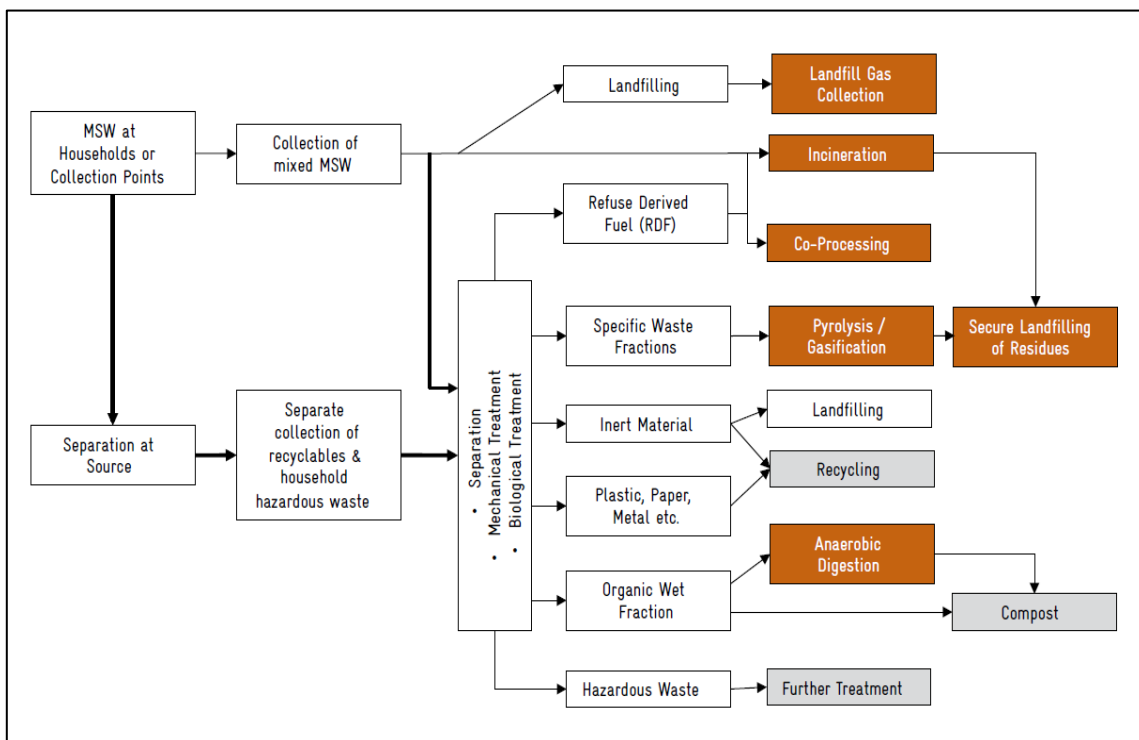 Landfilling
Landfill Gas
Collection
MSW at
Households or
Collection Points
Collection of
mixed MSW
Incineration
Refuse Derived
Fuel (RDF)
Co-Processing
Specific Waste
Fractions
Pyrolysis /
Gasification
Secure Landfilling
of Residues
Separation at
Source
Separate
collection of
recyclables &
household
hazardous waste
• Separation
• Mechanical Treatment
• Biological Treatment
Inert Material
Landfilling
Recycling
Plastic, Paper,
Metal etc.
Anaerobic
Digestion
Organic Wet
Fraction
Compost
Hazardous Waste
Further Treatment